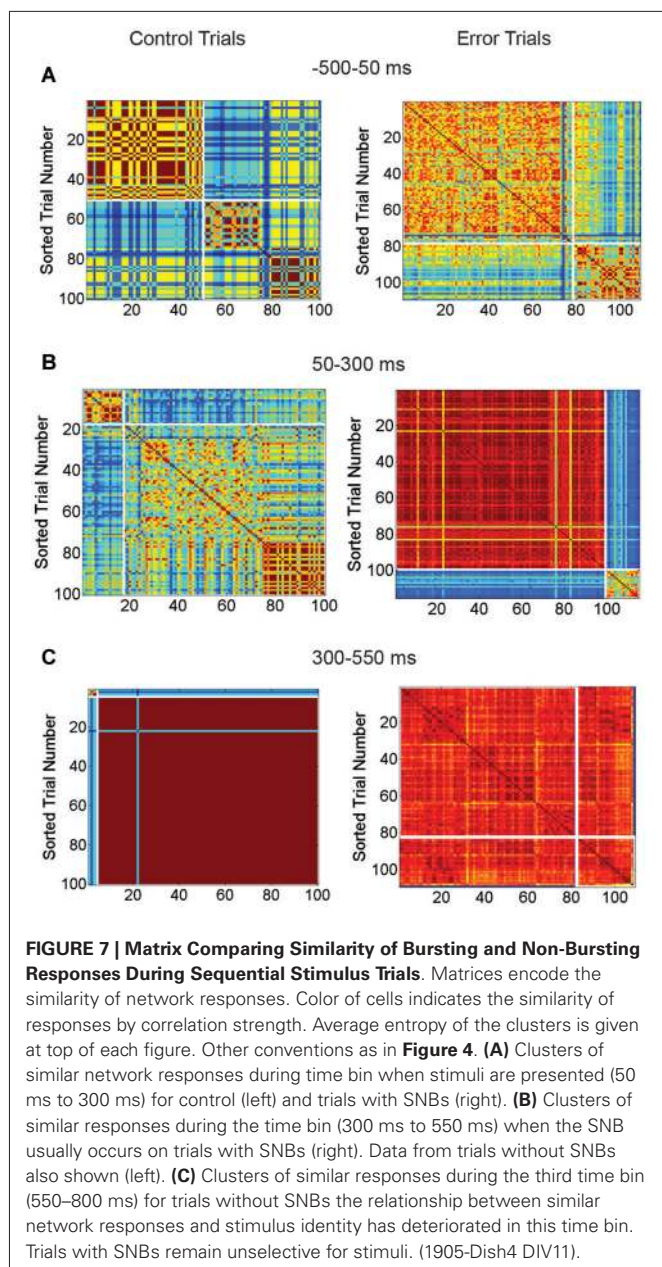 Control Trials
Error Trials
A
-500-50 ms
Sorted Trial Number
20
40
60
80
100
20 40 60 80 100
Sorted Trial Number
20
40
60
80
100
20 40 60 80 100
B
50-300 ms
Sorted Trial Number
20
40
60
80
100
20 40 60 80 100
Sorted Trial Number
20
40
60
80
100
20 40 60 80 100
C
300-550 ms
Sorted Trial Number
20
40
60
80
100
20 40 60 80 100
Sorted Trial Number
20
40
60
80
100
20 40 60 80 100
FIGURE 7 | Matrix Comparing Similarity of Bursting and Non-Bursting
Responses During Sequential Stimulus Trials. Matrices encode the
similarity of network responses. Color of cells indicates the similarity of
responses by correlation strength. Average entropy of the clusters is given
at top of each figure. Other conventions as in Figure 4. (A) Clusters of
similar network responses during time bin when stimuli are presented (50
ms to 300 ms) for control (left) and trials with SNBs (right). (B) Clusters of
similar responses during the time bin (300 ms to 550 ms) when the SNB
usually occurs on trials with SNBs (right). Data from trials without SNBs
also shown (left). (C) Clusters of similar responses during the third time bin
(550–800 ms) for trials without SNBs the relationship between similar
network responses and stimulus identity has deteriorated in this time bin.
Trials with SNBs remain unselective for stimuli. (1905-Dish4 DIV11).